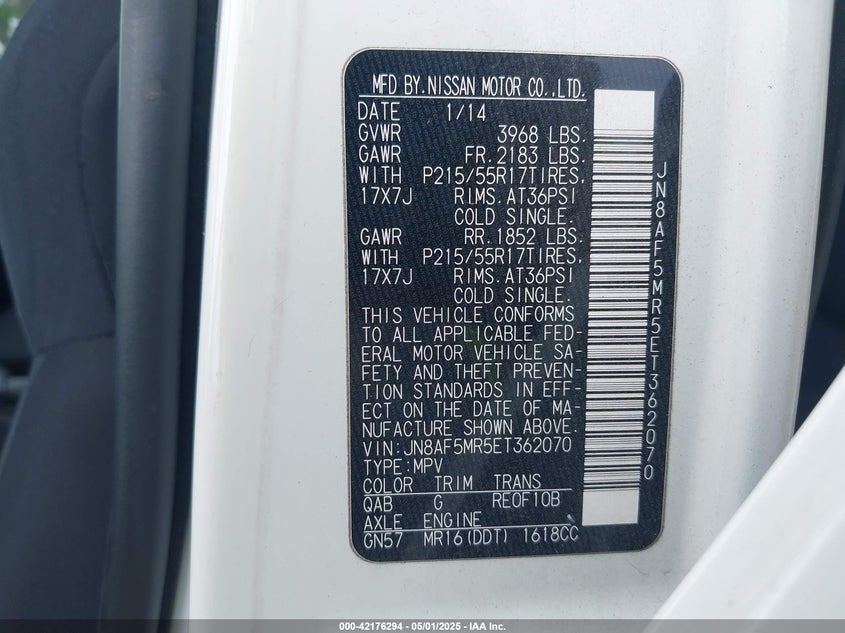 MFD BY.NISSAN MOTOR CO.,LTD.
DATE 1/14
GVWR 3968 LBS.
GAWR FR.2183 LBS.
WITH P215/55R17TIRES,
17X7J RIMS.AT36PSI
COLD SINGLE.
GAWR RR.1852 LBS.
WITH P215/55R17TIRES,
17X7J RIMS.AT36PSI
COLD SINGLE.
THIS VEHICLE CONFORMS
TO ALL APPLICABLE FED-
ERAL MOTOR VEHICLE SA-
FETY AND THEFT PREVEN-
TION STANDARDS IN EFF-
ECT ON THE DATE OF MA-
NUFACTURE SHOWN ABOVE.
VIN:JN8AF5MR5ET362070
TYPE:MPV
COLOR TRIM TRANS
QAB G RE0F10B
AXLE ENGINE
GN57 MR16(DDT) 1618CC
JN8AF5MR5ET362070
000-42176294 - 05/01/2025 - IAA Inc.